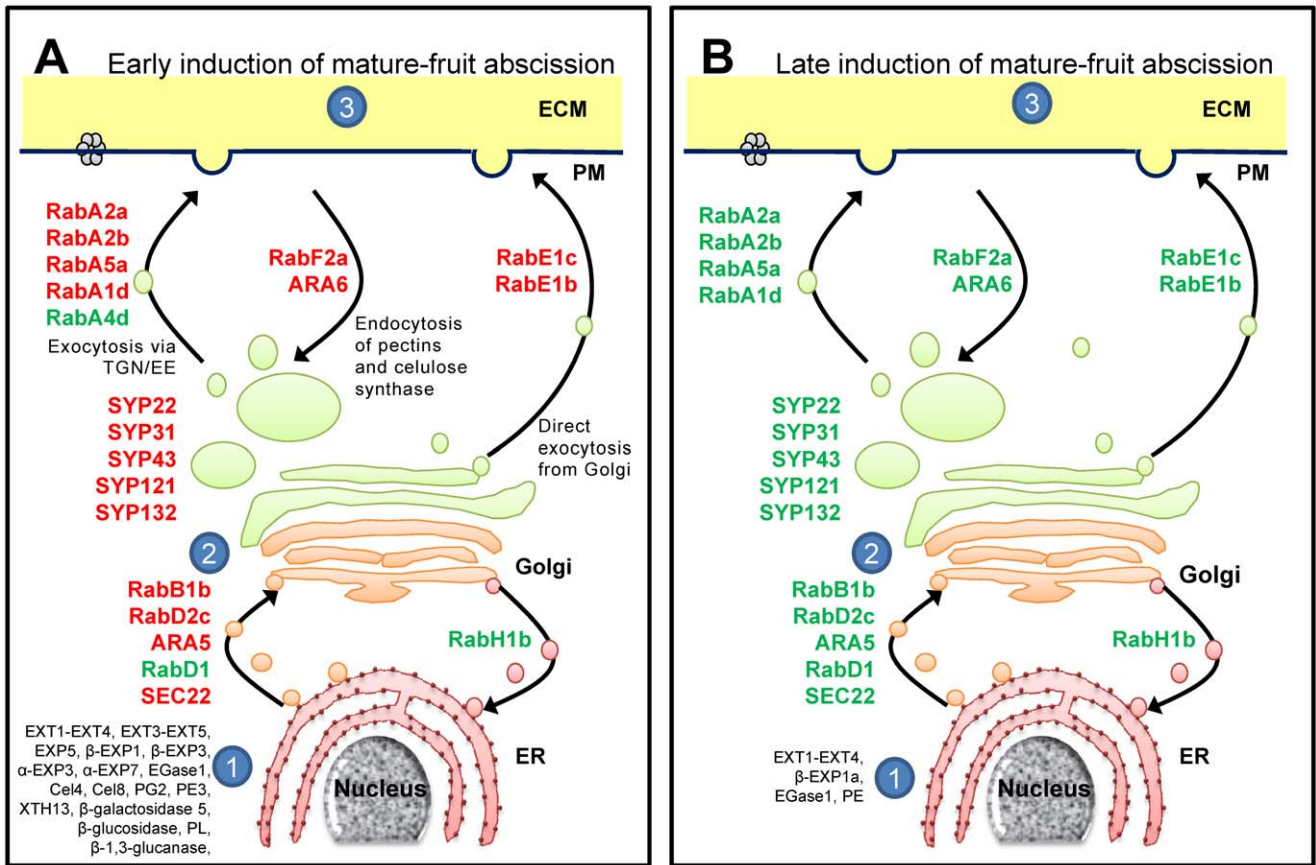 A Early induction of mature-fruit abscission
3
ECM
PM
RabA2a
RabA2b
RabA5a
RabA1d
RabA4d
Exocytosis via
TGN/EE
RabF2a
ARA6
Endocytosis
of pectins
and celulose
synthase
RabE1c
RabE1b
Direct
exocytosis
from Golgi
SYP22
SYP31
SYP43
SYP121
SYP132
2
Golgi
RabB1b
RabD2c
ARA5
RabD1
SEC22
RabH1b
EXT1-EXT4, EXT3-EXT5,
EXP5, β-EXP1, β-EXP3,
α-EXP3, α-EXP7, EGase1,
Cel4, Cel8, PG2, PE3,
XTH13, β-galactosidase 5,
β-glucosidase, PL,
β-1,3-glucanase,
1
ER
Nucleus
B Late induction of mature-fruit abscission
3
ECM
PM
RabA2a
RabA2b
RabA5a
RabA1d
RabF2a
ARA6
RabE1c
RabE1b
SYP22
SYP31
SYP43
SYP121
SYP132
2
Golgi
RabB1b
RabD2c
ARA5
RabD1
SEC22
RabH1b
EXT1-EXT4,
β-EXP1a,
EGase1, PE
1
ER
Nucleus